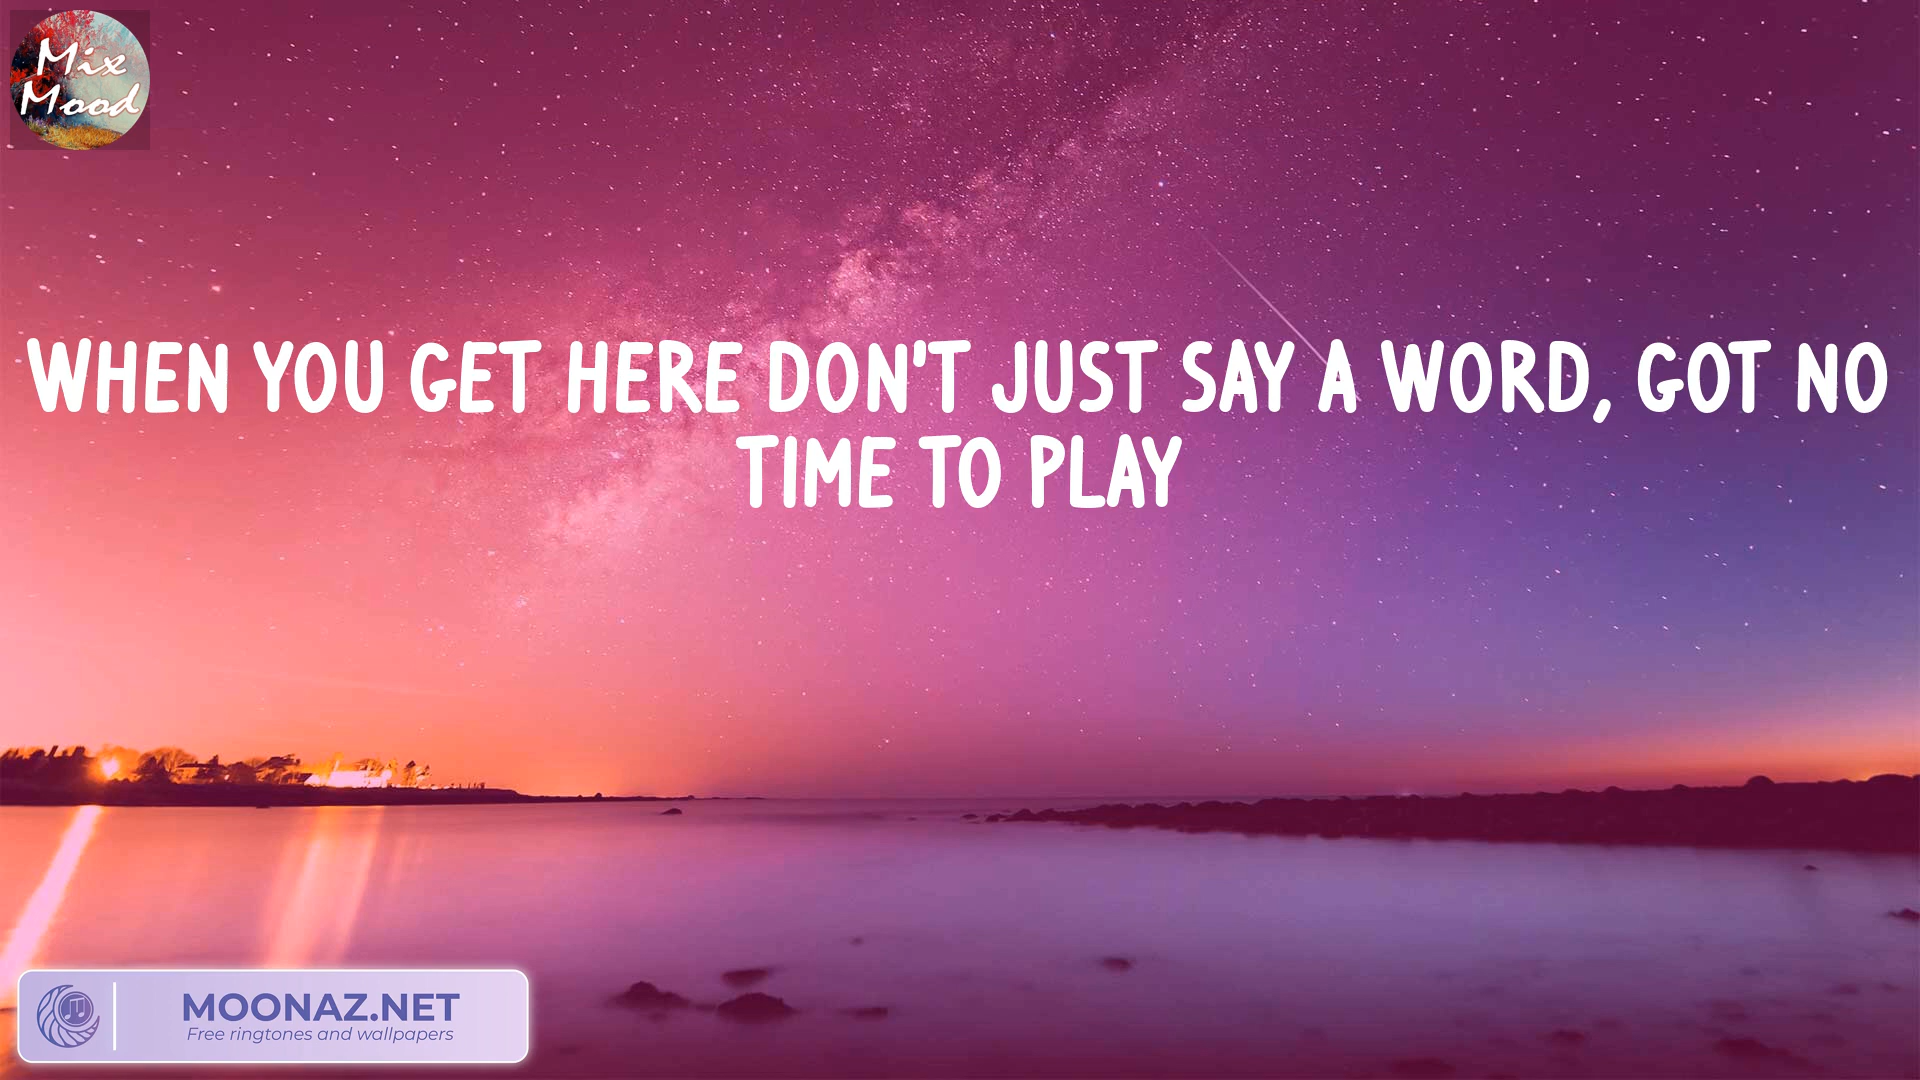 Mix
Mood
WHEN YOU GET HERE DON'T JUST SAY A WORD, GOT NO
TIME TO PLAY
MOONAZ.NET
Free ringtones and wallpapers